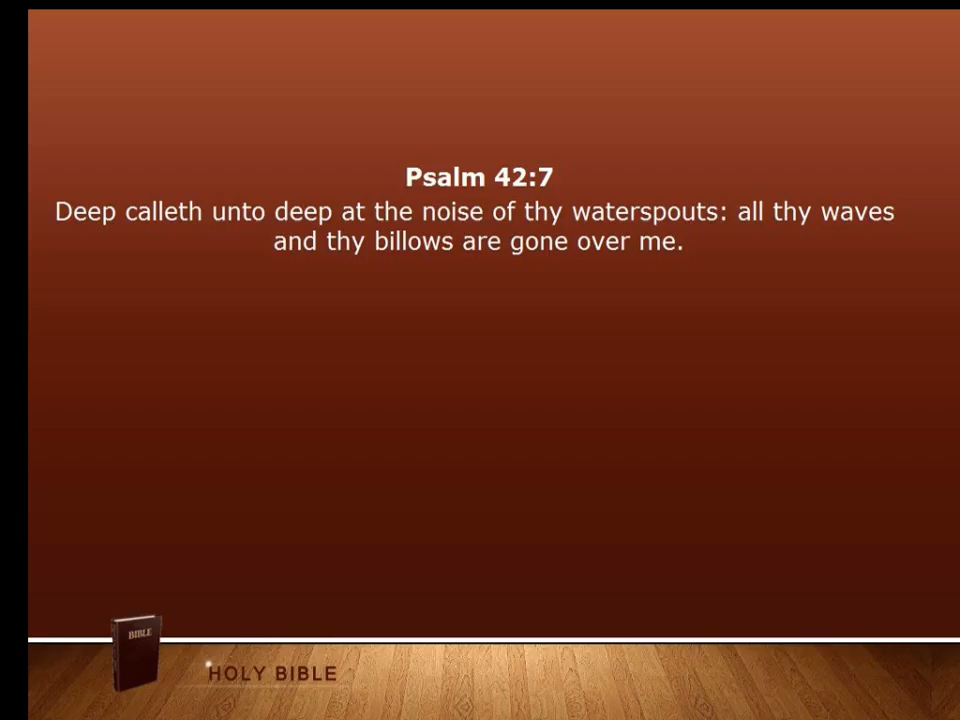 Psalm 42:7
Deep calleth unto deep at the noise of thy waterspouts: all thy waves
and thy billows are gone over me.
BIBLE
HOLY BIBLE